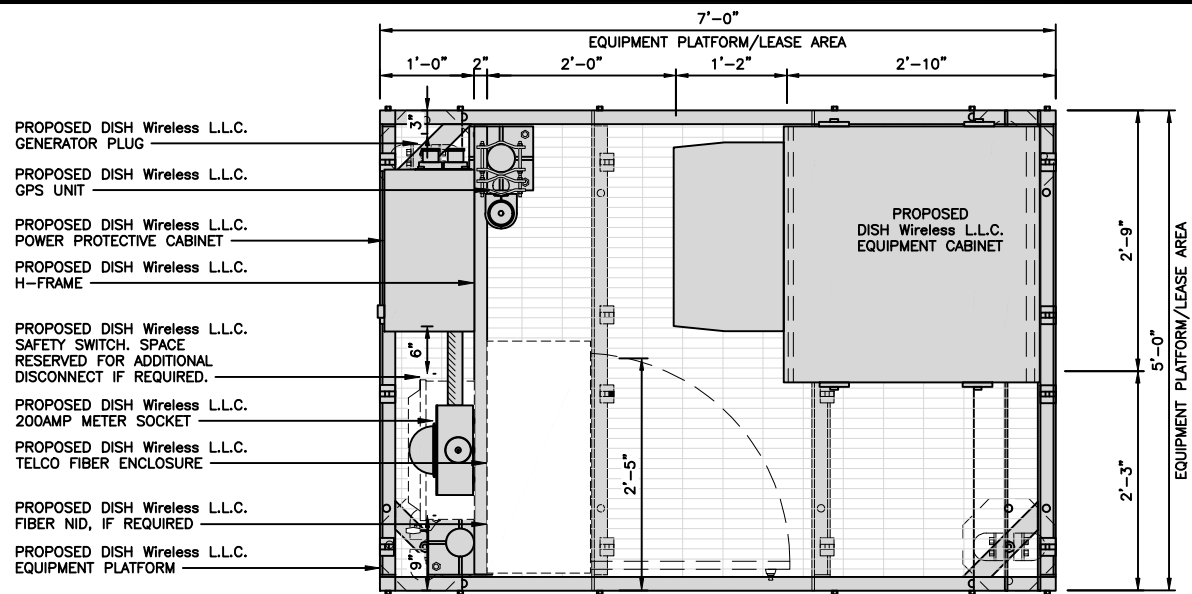 7'-0"
EQUIPMENT PLATFORM/LEASE AREA
1'-0"
2"
2'-0"
1'-2"
2'-10"
PROPOSED DISH Wireless L.L.C.
GENERATOR PLUG
PROPOSED DISH Wireless L.L.C.
GPS UNIT
PROPOSED DISH Wireless L.L.C.
POWER PROTECTIVE CABINET
PROPOSED DISH Wireless L.L.C.
H-FRAME
PROPOSED DISH Wireless L.L.C.
SAFETY SWITCH. SPACE
RESERVED FOR ADDITIONAL
DISCONNECT IF REQUIRED.
PROPOSED DISH Wireless L.L.C.
200AMP METER SOCKET
PROPOSED DISH Wireless L.L.C.
TELCO FIBER ENCLOSURE
PROPOSED DISH Wireless L.L.C.
FIBER NID, IF REQUIRED
PROPOSED DISH Wireless L.L.C.
EQUIPMENT PLATFORM
3"
6"
9"
2'-5"
PROPOSED
DISH Wireless L.L.C.
EQUIPMENT CABINET
2'-9"
2'-3"
5'-0"
EQUIPMENT PLATFORM/LEASE AREA